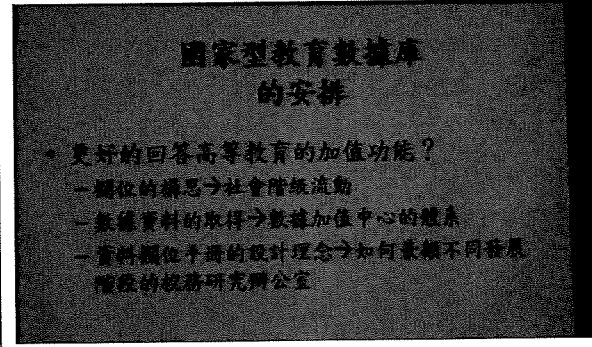 國家型教育數據庫
的安排
• 更好的回答高等教育的加值功能？
–欄位的構思→社會階級流動
–數據資料的取得→數據加值中心的體系
–資料欄位手冊的設計理念→如何兼顧不同發展
階段的校務研究辦公室